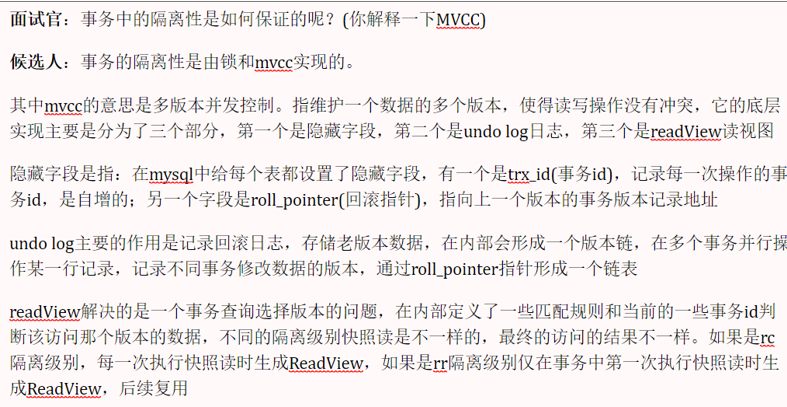 面试官：事务中的隔离性是如何保证的呢？(你解释一下MVCC)
候选人：事务的隔离性是由锁和mvcc实现的。
其中mvcc的意思是多版本并发控制。指维护一个数据的多个版本，使得读写操作没有冲突，它的底层
实现主要是分为了三个部分，第一个是隐藏字段，第二个是undo log日志，第三个是readView读视图
隐藏字段是指：在mysql中给每个表都设置了隐藏字段，有一个是trx_id(事务id)，记录每一次操作的事
务id，是自增的；另一个字段是roll_pointer(回滚指针)，指向上一个版本的事务版本记录地址
undo log主要的作用是记录回滚日志，存储老版本数据，在内部会形成一个版本链，在多个事务并行操
作某一行记录，记录不同事务修改数据的版本，通过roll_pointer指针形成一个链表
readView解决的是一个事务查询选择版本的问题，在内部定义了一些匹配规则和当前的一些事务id判
断该访问那个版本的数据，不同的隔离级别快照读是不一样的，最终的访问的结果不一样。如果是rc
隔离级别，每一次执行快照读时生成ReadView，如果是rr隔离级别仅在事务中第一次执行快照读时生
成ReadView，后续复用